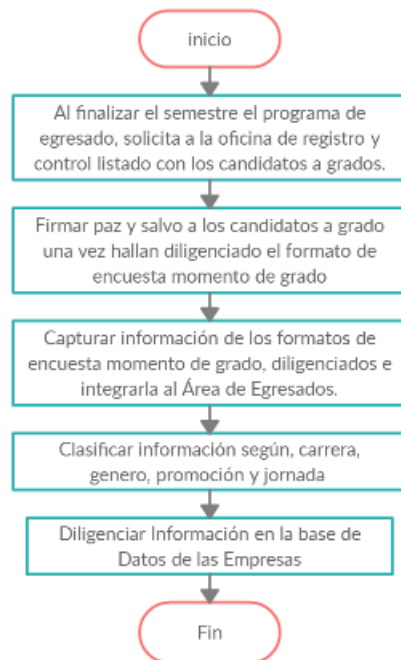 inicio
Al finalizar el semestre el programa de
egresado, solicita a la oficina de registro y
control listado con los candidatos a grados.
Firmar paz y salvo a los candidatos a grado
una vez hallan diligenciado el formato de
encuesta momento de grado
Capturar información de los formatos de
encuesta momento de grado, diligenciados e
integrarla al Área de Egresados.
Clasificar información según, carrera,
genero, promoción y jornada
Diligenciar Información en la base de
Datos de las Empresas
Fin